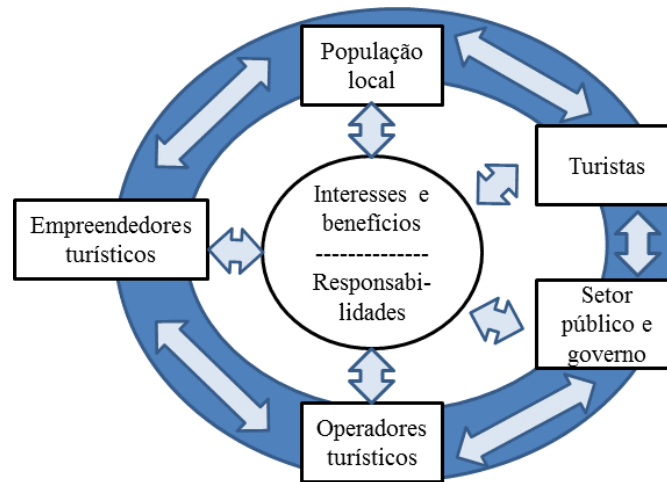 População
local
Turistas
Empreendedores
turísticos
Interesses e
benefícios
------------
Responsabi-
lidades
Setor
público e
governo
Operadores
turísticos